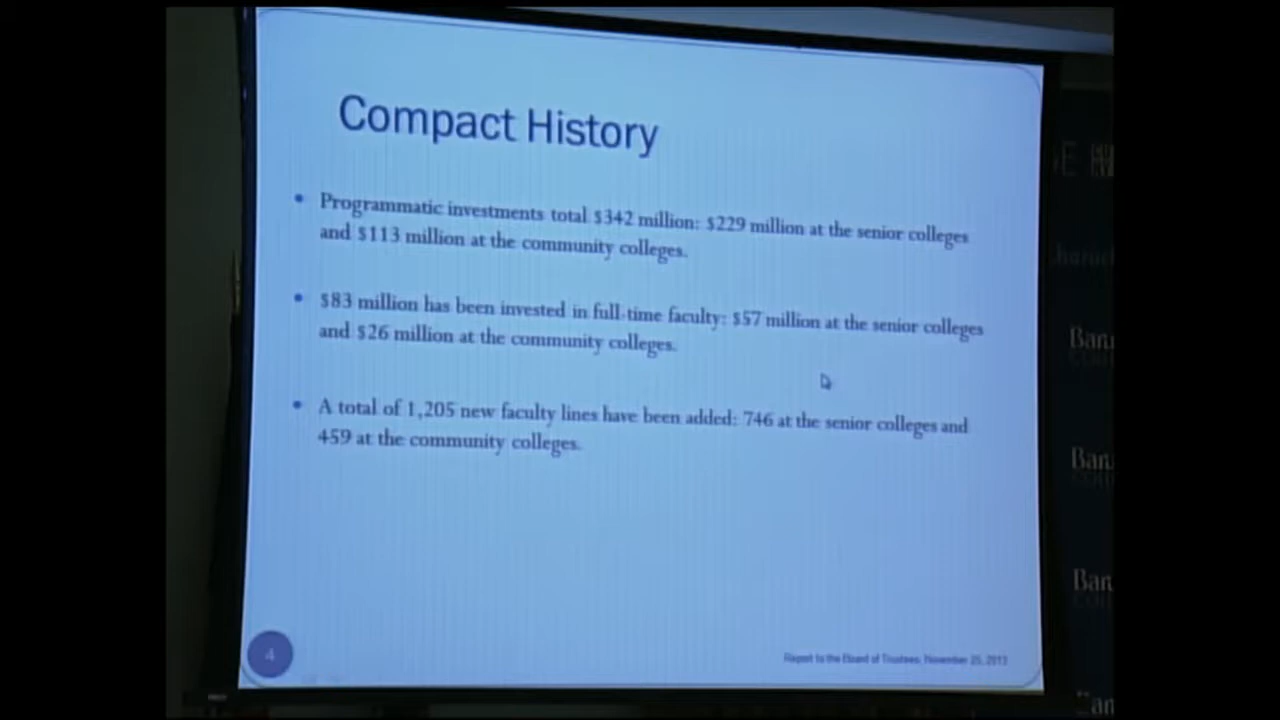 Compact History
• Programmatic investments total $342 million: $229 million at the senior colleges
and $113 million at the community colleges.
• $83 million has been invested in full-time faculty: $57 million at the senior colleges
and $26 million at the community colleges.
• A total of 1,205 new faculty lines have been added: 746 at the senior colleges and
459 at the community colleges.
4
Report to the Board of Trustees, November 25, 2013